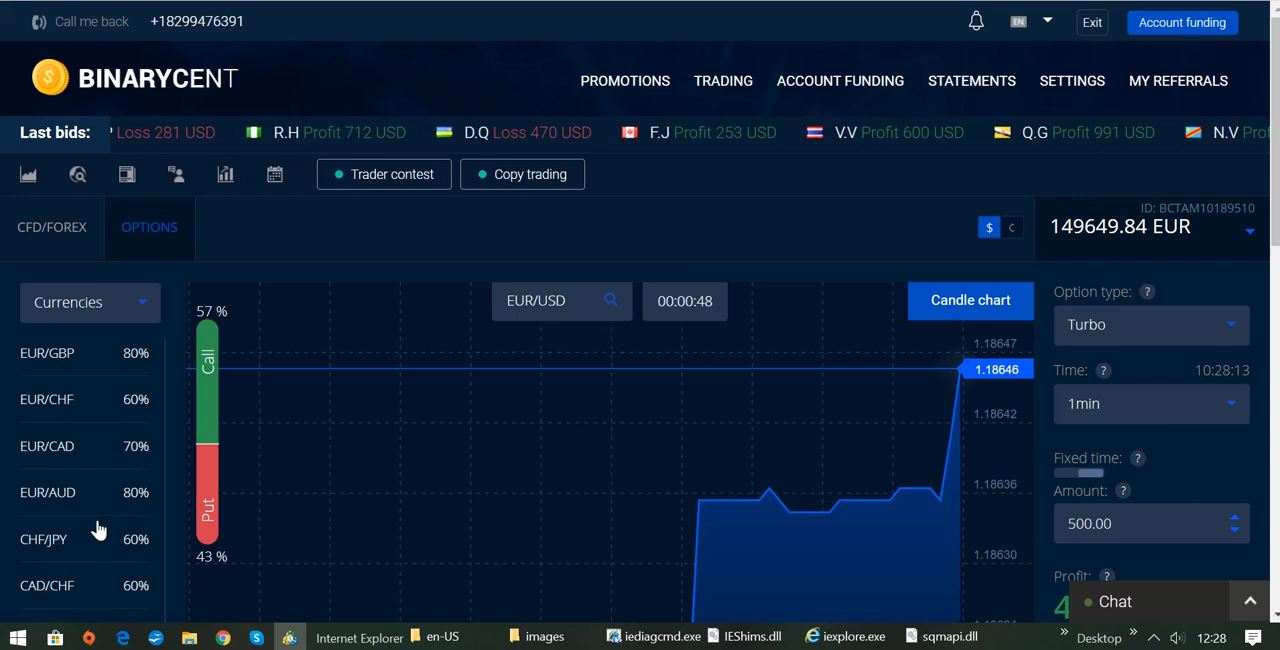 Call me back +18299476391 EN Exit Account funding
BINARYCENT PROMOTIONS TRADING ACCOUNT FUNDING STATEMENTS SETTINGS MY REFERRALS
Last bids: Loss 281 USD R.H Profit 712 USD D.Q Loss 470 USD F.J Profit 253 USD V.V Profit 600 USD Q.G Profit 991 USD N.V
Trader contest Copy trading
CFD/FOREX OPTIONS $ ¢ ID: BCTAM10189510
149649.84 EUR
Currencies 57 % EUR/USD 00:00:48 Candle chart Option type: ?
Turbo
EUR/GBP 80% Call 1.18647
1.18646 Time: ? 10:28:13
EUR/CHF 60% 1.18642 1min
EUR/CAD 70% Fixed time: ?
EUR/AUD 80% Put 1.18636 Amount: ?
500.00
CHF/JPY 60% 43 % 1.18630
CAD/CHF 60% Profit: ?
Chat
Internet Explorer en-US images iediagcmd.exe IEShims.dll iexplore.exe sqmapi.dll » Desktop » 12:28